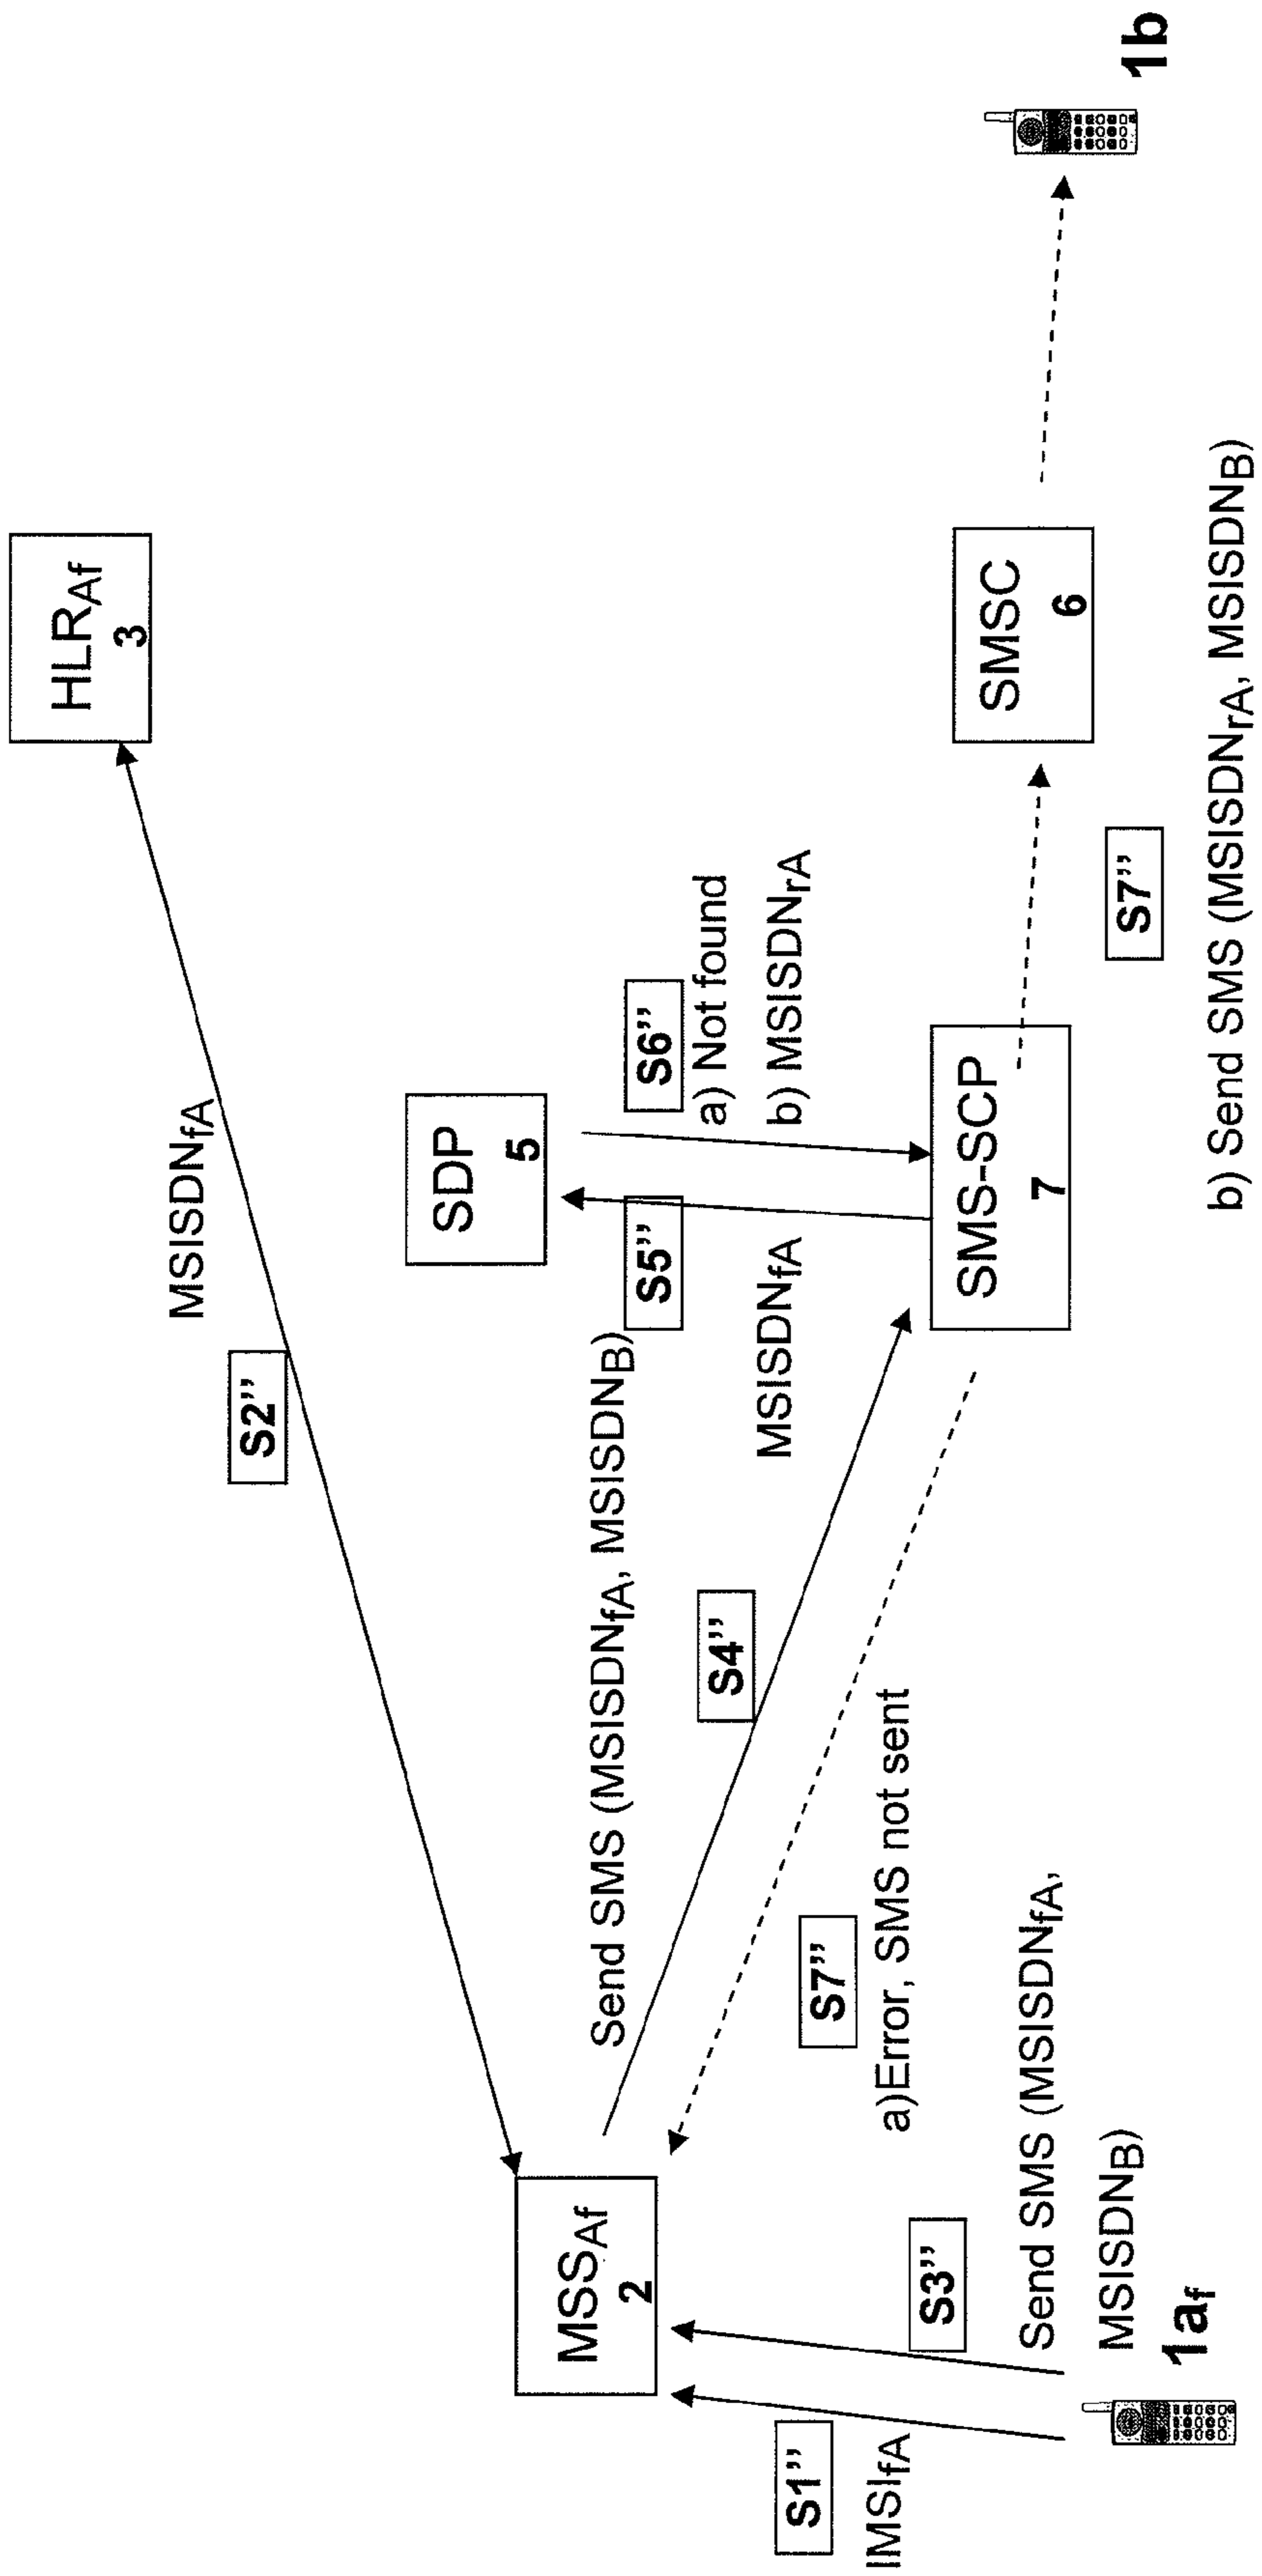 HLRAf
3
MSISDNfA
S2”
SDP
5
S6”
a) Not found
b) MSISDNrA
S5”
MSISDNfA
MSSAf
2
Send SMS (MSISDNfA, MSISDNB)
S4”
S7”
a)Error, SMS not sent
SMS-SCP
7
SMSC
6
1b
S7”
b) Send SMS (MSISDNrA, MSISDNB)
S1”
IMSIfA
S3”
Send SMS (MSISDNfA,
MSISDNB)
1af